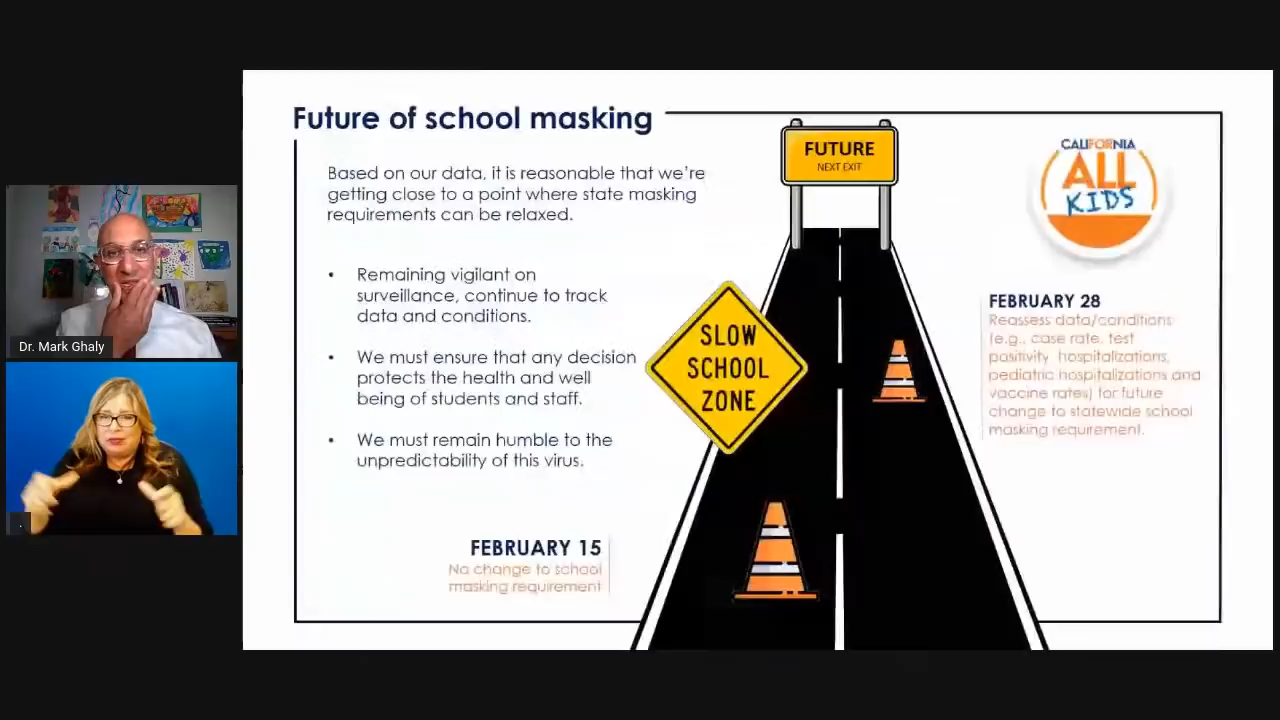 Future of school masking
Based on our data, it is reasonable that we're
getting close to a point where state masking
requirements can be relaxed.
• Remaining vigilant on
surveillance, continue to track
data and conditions.
• We must ensure that any decision
protects the health and well
being of students and staff.
• We must remain humble to the
unpredictability of this virus.
FEBRUARY 15
No change to school
masking requirement
FUTURE
NEXT EXIT
SLOW
SCHOOL
ZONE
CALIFORNIA
ALL
KIDS
FEBRUARY 28
Reassess data/conditions
(e.g., case rate, test
positivity, hospitalizations,
pediatric hospitalizations and
vaccine rates) for future
change to statewide school
masking requirement.
Dr. Mark Ghaly
.